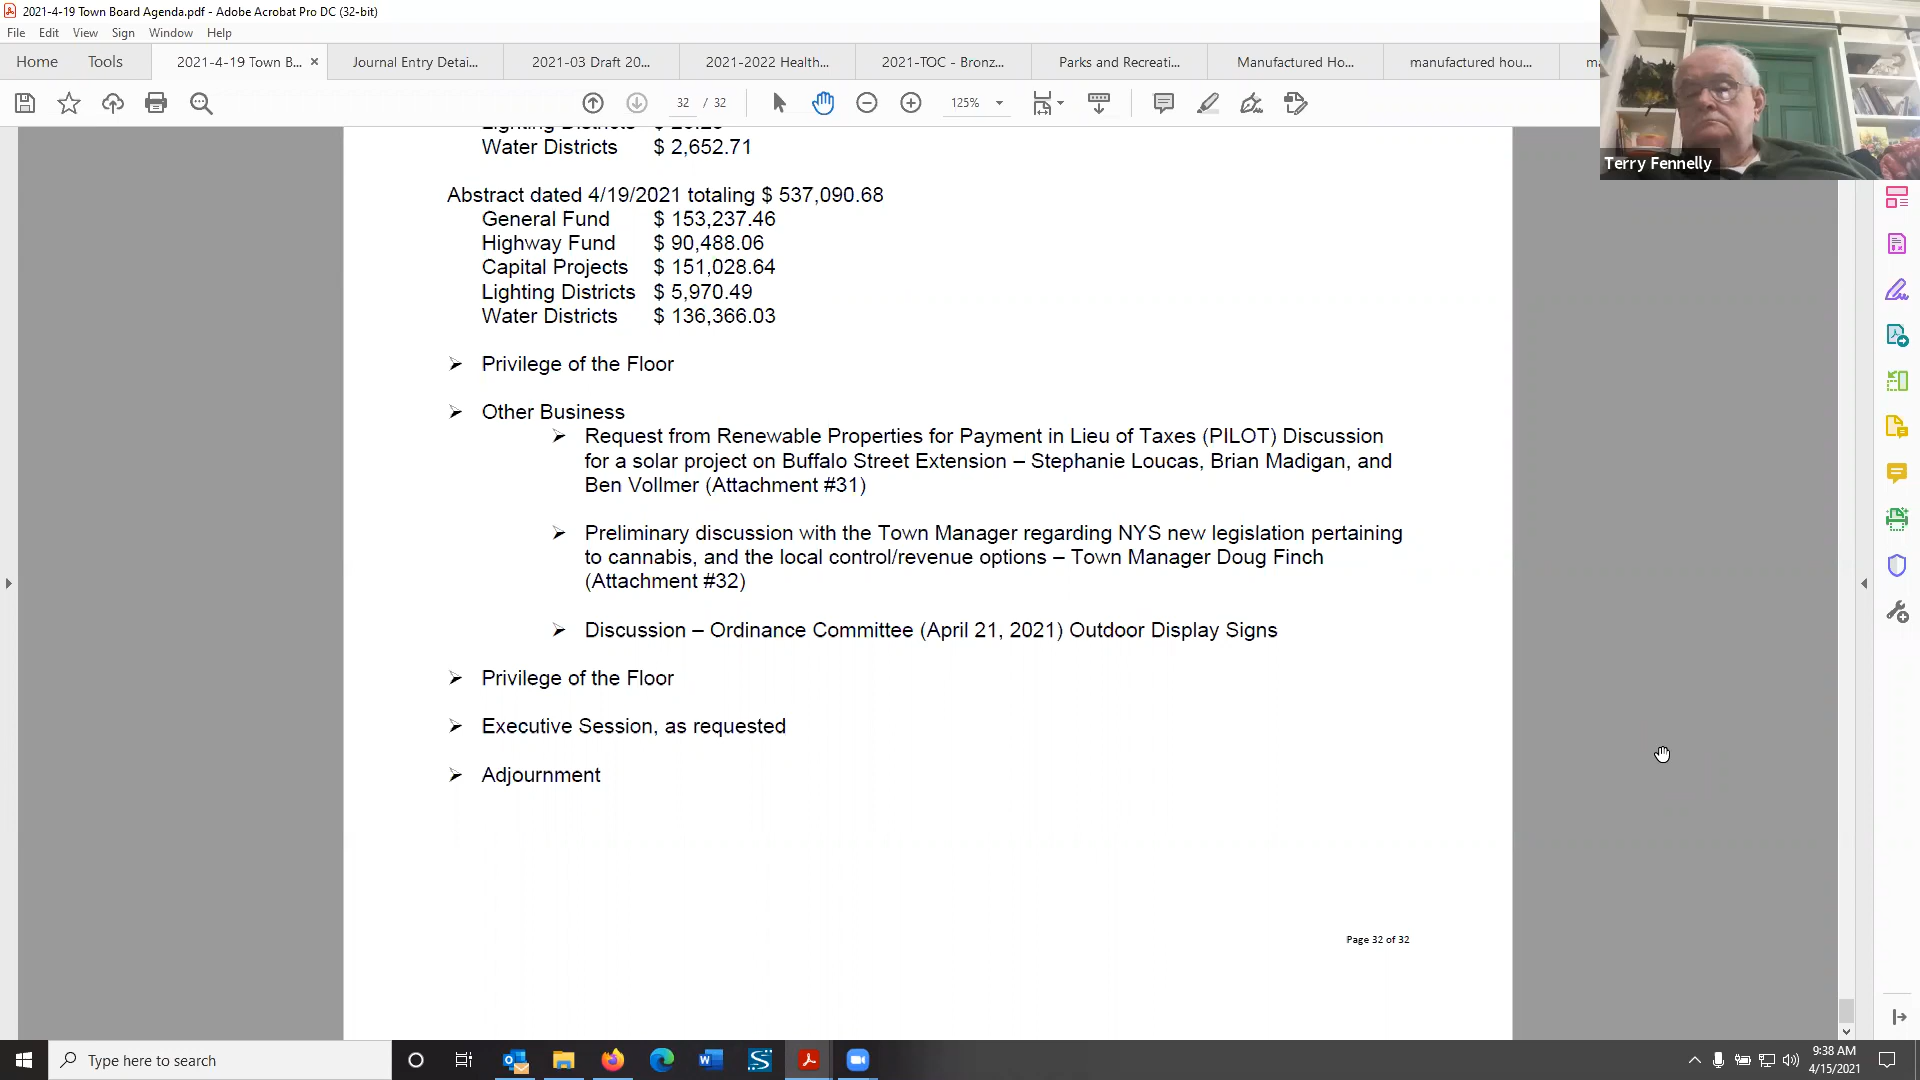 2021-4-19 Town Board Agenda.pdf - Adobe Acrobat Pro DC (32-bit)
File Edit View Sign Window Help
Home Tools 2021-4-19 Town B... × Journal Entry Detai... 2021-03 Draft 20... 2021-2022 Health... 2021-TOC - Bronz... Parks and Recreati... Manufactured Ho... manufactured hou...
32 / 32 125%
Terry Fennelly
Lighting Districts
Water Districts $ 2,652.71
Abstract dated 4/19/2021 totaling $ 537,090.68
General Fund $ 153,237.46
Highway Fund $ 90,488.06
Capital Projects $ 151,028.64
Lighting Districts $ 5,970.49
Water Districts $ 136,366.03
➢ Privilege of the Floor
➢ Other Business
➢ Request from Renewable Properties for Payment in Lieu of Taxes (PILOT) Discussion
for a solar project on Buffalo Street Extension – Stephanie Loucas, Brian Madigan, and
Ben Vollmer (Attachment #31)
➢ Preliminary discussion with the Town Manager regarding NYS new legislation pertaining
to cannabis, and the local control/revenue options – Town Manager Doug Finch
(Attachment #32)
➢ Discussion – Ordinance Committee (April 21, 2021) Outdoor Display Signs
➢ Privilege of the Floor
➢ Executive Session, as requested
➢ Adjournment
Page 32 of 32
Type here to search
9:38 AM
4/15/2021